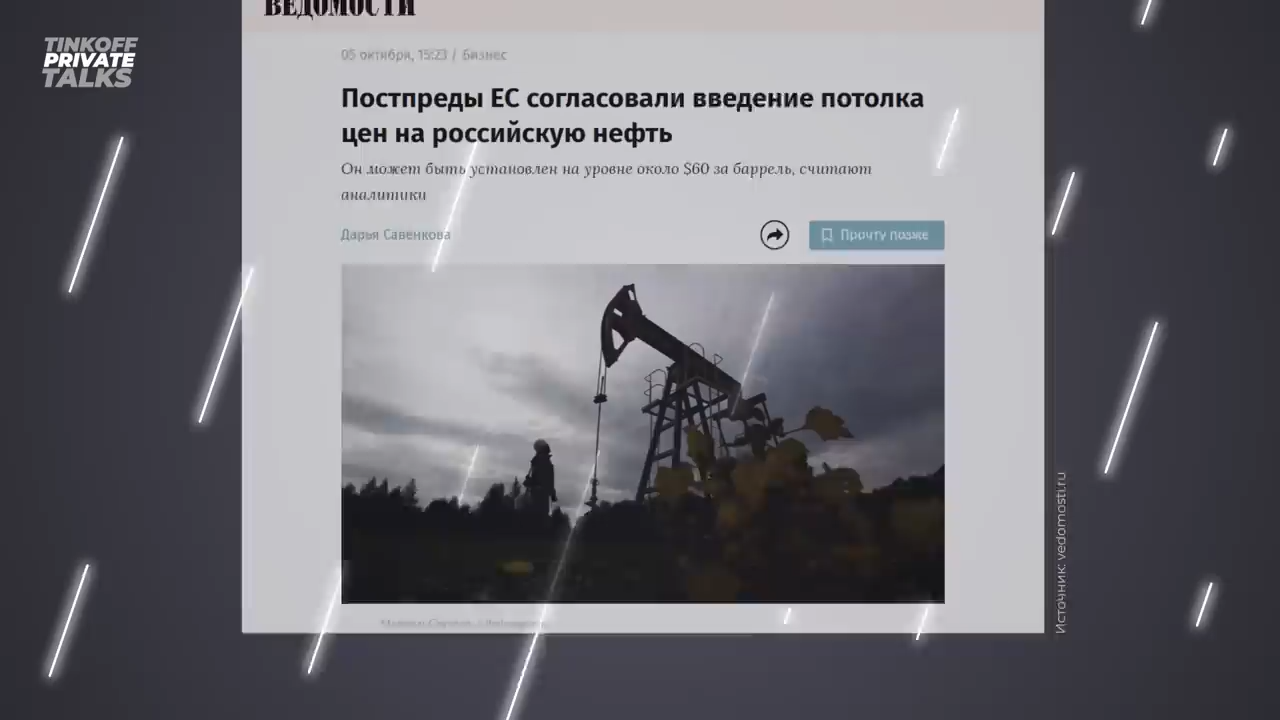 ВЕДОМОСТИ
TINKOFF
PRIVATE
TALKS
05 октября, 15:23 / Бизнес
Постпреды ЕС согласовали введение потолка
цен на российскую нефть
Он может быть установлен на уровне около $60 за баррель, считают
аналитики
Дарья Савенкова
Прочту позже
Источник: vedomosti.ru